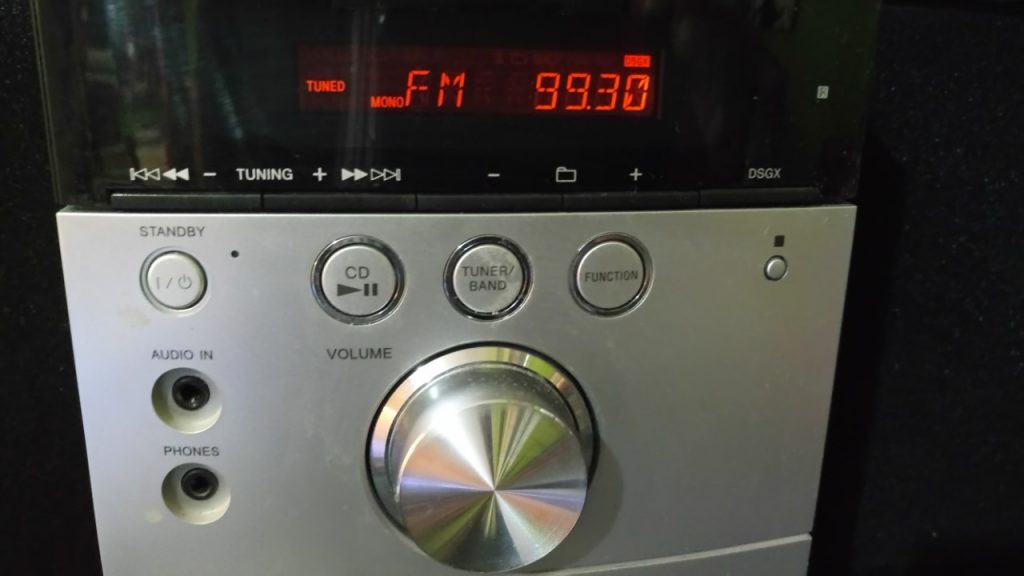 DSGX
TUNED MONO FM 99.30
TUNING
DSGX
STANDBY
I/
CD
TUNER/
BAND
FUNCTION
AUDIO IN
VOLUME
PHONES